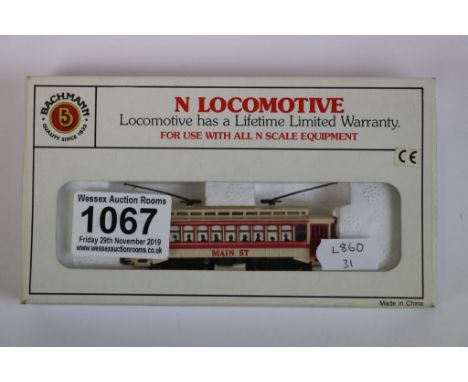 BACHMANN
B
QUALITY SINCE 1833
N LOCOMOTIVE
Locomotive has a Lifetime Limited Warranty.
FOR USE WITH ALL N SCALE EQUIPMENT
CE
Wessex Auction Rooms
1067
Friday 29th November 2019
www.wessexauctionrooms.co.uk
MAIN ST
L860
31
Made in China